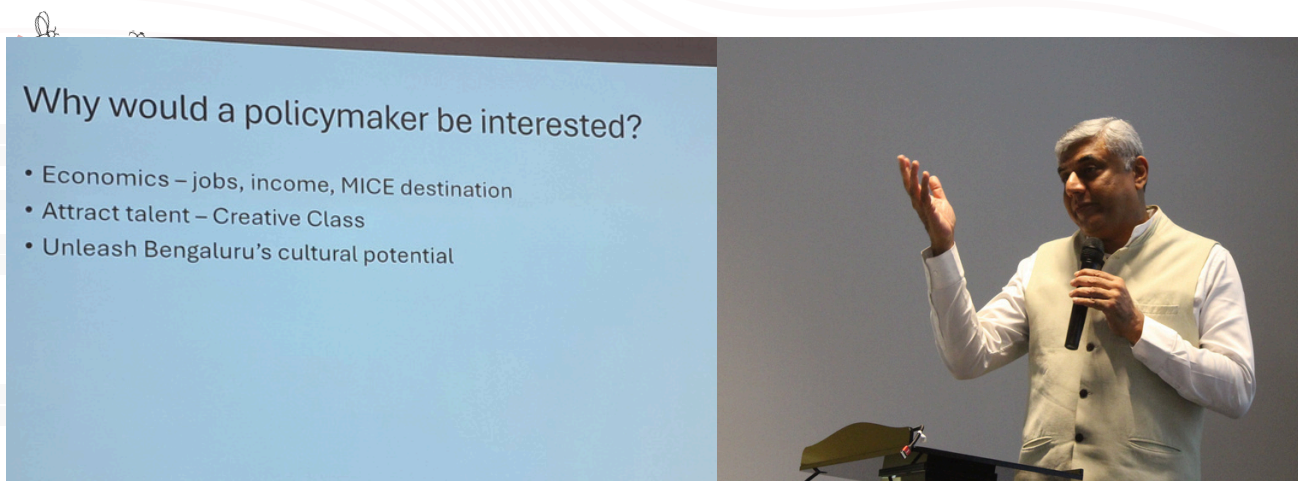 Why would a policymaker be interested?
• Economics – jobs, income, MICE destination
• Attract talent – Creative Class
• Unleash Bengaluru’s cultural potential